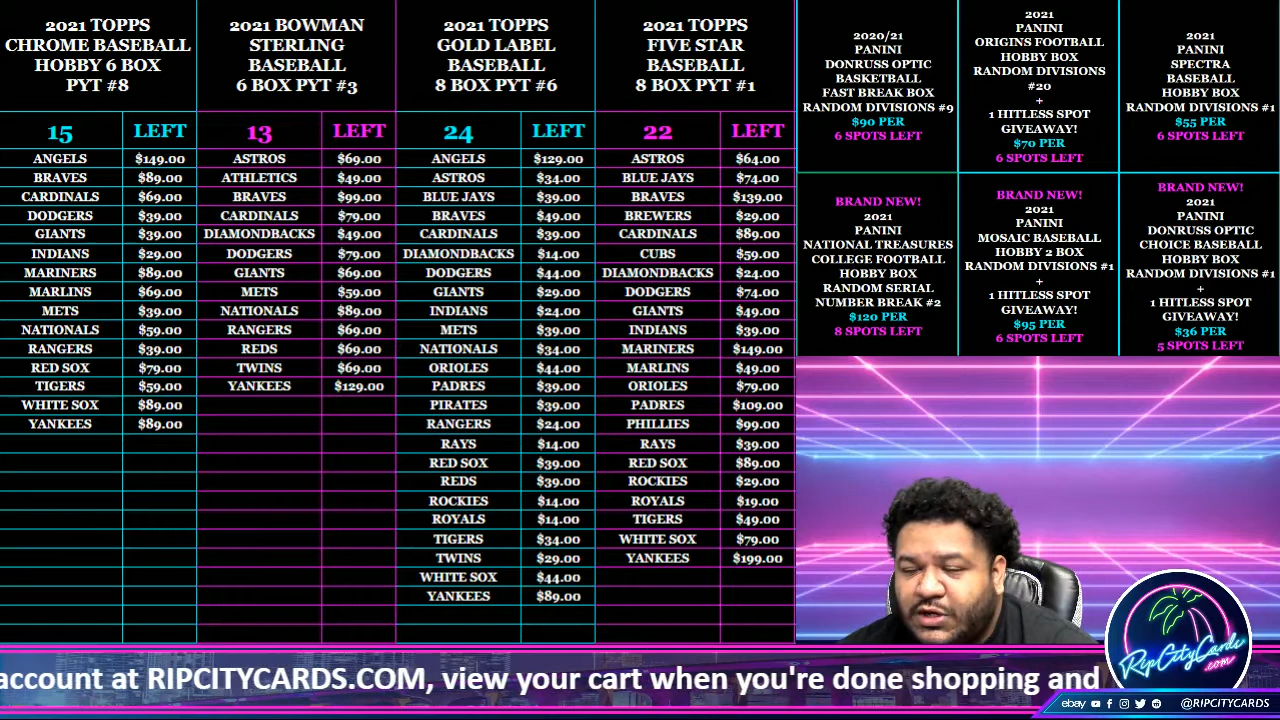 2021 TOPPS
CHROME BASEBALL
HOBBY 6 BOX
PYT #8
15 LEFT
ANGELS $149.00
BRAVES $89.00
CARDINALS $69.00
DODGERS $39.00
GIANTS $39.00
INDIANS $29.00
MARINERS $89.00
MARLINS $69.00
METS $39.00
NATIONALS $59.00
RANGERS $39.00
RED SOX $79.00
TIGERS $59.00
WHITE SOX $89.00
YANKEES $89.00
2021 BOWMAN
STERLING
BASEBALL
6 BOX PYT #3
13 LEFT
ASTROS $69.00
ATHLETICS $49.00
BRAVES $99.00
CARDINALS $79.00
DIAMONDBACKS $49.00
DODGERS $79.00
GIANTS $69.00
METS $59.00
NATIONALS $89.00
RANGERS $69.00
REDS $69.00
TWINS $69.00
YANKEES $129.00
2021 TOPPS
GOLD LABEL
BASEBALL
8 BOX PYT #6
24 LEFT
ANGELS $129.00
ASTROS $34.00
BLUE JAYS $39.00
BRAVES $49.00
CARDINALS $39.00
DIAMONDBACKS $14.00
DODGERS $44.00
GIANTS $29.00
INDIANS $24.00
METS $39.00
NATIONALS $34.00
ORIOLES $44.00
PADRES $39.00
PIRATES $39.00
RANGERS $24.00
RAYS $14.00
RED SOX $39.00
REDS $39.00
ROCKIES $14.00
ROYALS $14.00
TIGERS $34.00
TWINS $29.00
WHITE SOX $44.00
YANKEES $89.00
2021 TOPPS
FIVE STAR
BASEBALL
8 BOX PYT #1
22 LEFT
ASTROS $64.00
BLUE JAYS $74.00
BRAVES $139.00
BREWERS $29.00
CARDINALS $89.00
CUBS $59.00
DIAMONDBACKS $24.00
DODGERS $74.00
GIANTS $49.00
INDIANS $39.00
MARINERS $149.00
MARLINS $49.00
ORIOLES $79.00
PADRES $109.00
PHILLIES $99.00
RAYS $39.00
RED SOX $89.00
ROCKIES $29.00
ROYALS $19.00
TIGERS $49.00
WHITE SOX $79.00
YANKEES $199.00
2020/21
PANINI
DONRUSS OPTIC
BASKETBALL
FAST BREAK BOX
RANDOM DIVISIONS #9
$90 PER
6 SPOTS LEFT
2021
PANINI
ORIGINS FOOTBALL
HOBBY BOX
RANDOM DIVISIONS
#20
+
1 HITLESS SPOT
GIVEAWAY!
$70 PER
6 SPOTS LEFT
2021
PANINI
SPECTRA
BASEBALL
HOBBY BOX
RANDOM DIVISIONS #1
$55 PER
6 SPOTS LEFT
BRAND NEW!
2021
PANINI
NATIONAL TREASURES
COLLEGE FOOTBALL
HOBBY BOX
RANDOM SERIAL
NUMBER BREAK #2
$120 PER
8 SPOTS LEFT
BRAND NEW!
2021
PANINI
MOSAIC BASEBALL
HOBBY 2 BOX
RANDOM DIVISIONS #1
+
1 HITLESS SPOT
GIVEAWAY!
$95 PER
6 SPOTS LEFT
BRAND NEW!
2021
PANINI
DONRUSS OPTIC
CHOICE BASEBALL
HOBBY BOX
RANDOM DIVISIONS #1
+
1 HITLESS SPOT
GIVEAWAY!
$36 PER
5 SPOTS LEFT
account at RIPCITYCARDS.COM, view your cart when you're done shopping and
RipCityCards
.com
ebay @RIPCITYCARDS